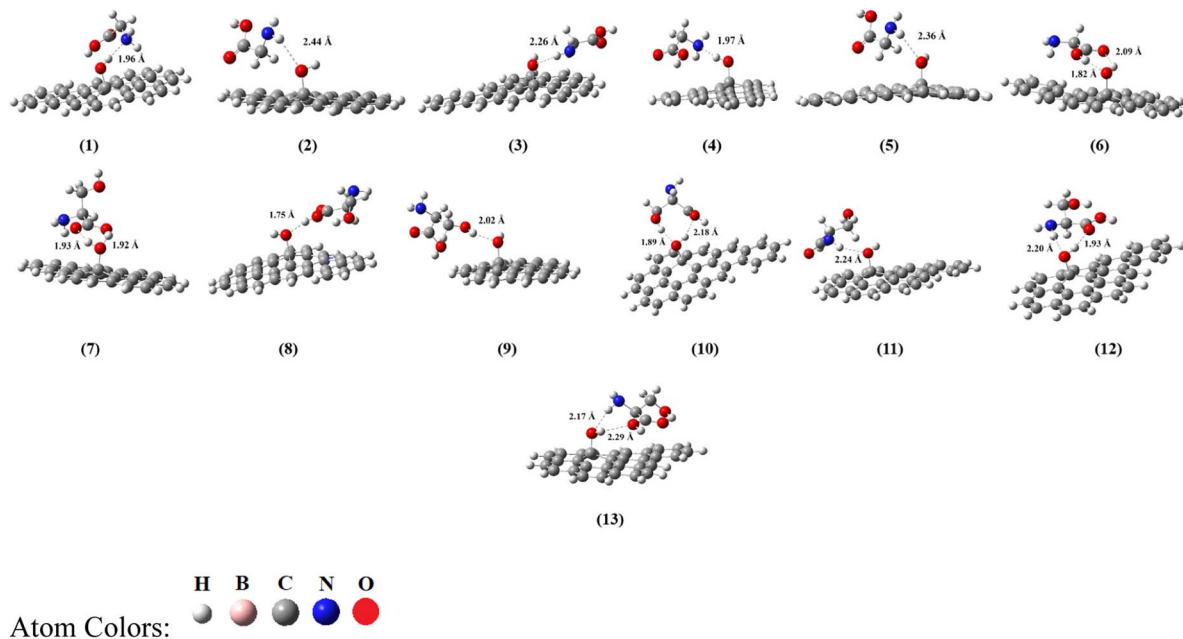 1.96 Å
2.44 Å
2.26 Å
1.97 Å
2.36 Å
2.09 Å
1.82 Å
(1) (2) (3) (4) (5) (6)
1.93 Å 1.92 Å
1.75 Å
2.02 Å
1.89 Å 2.18 Å
2.24 Å
2.20 Å 1.93 Å
(7) (8) (9) (10) (11) (12)
2.17 Å
2.29 Å
(13)
H B C N O
Atom Colors: